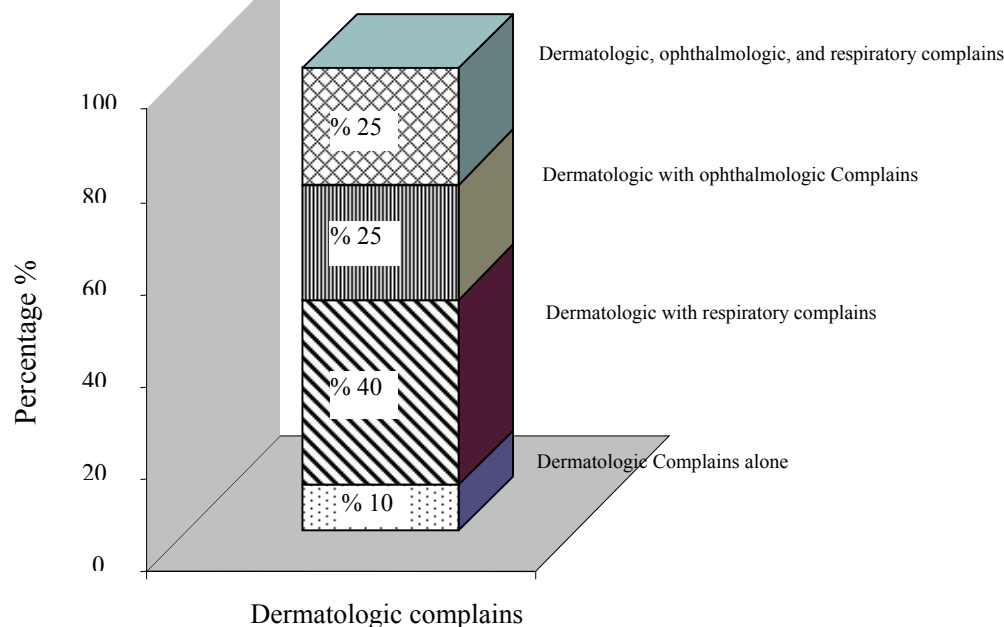 Dermatologic, ophthalmologic, and respiratory complains
100
% 25
Dermatologic with ophthalmologic Complains
80
% 25
60
Dermatologic with respiratory complains
Percentage %
40
% 40
Dermatologic Complains alone
20
% 10
0
Dermatologic complains